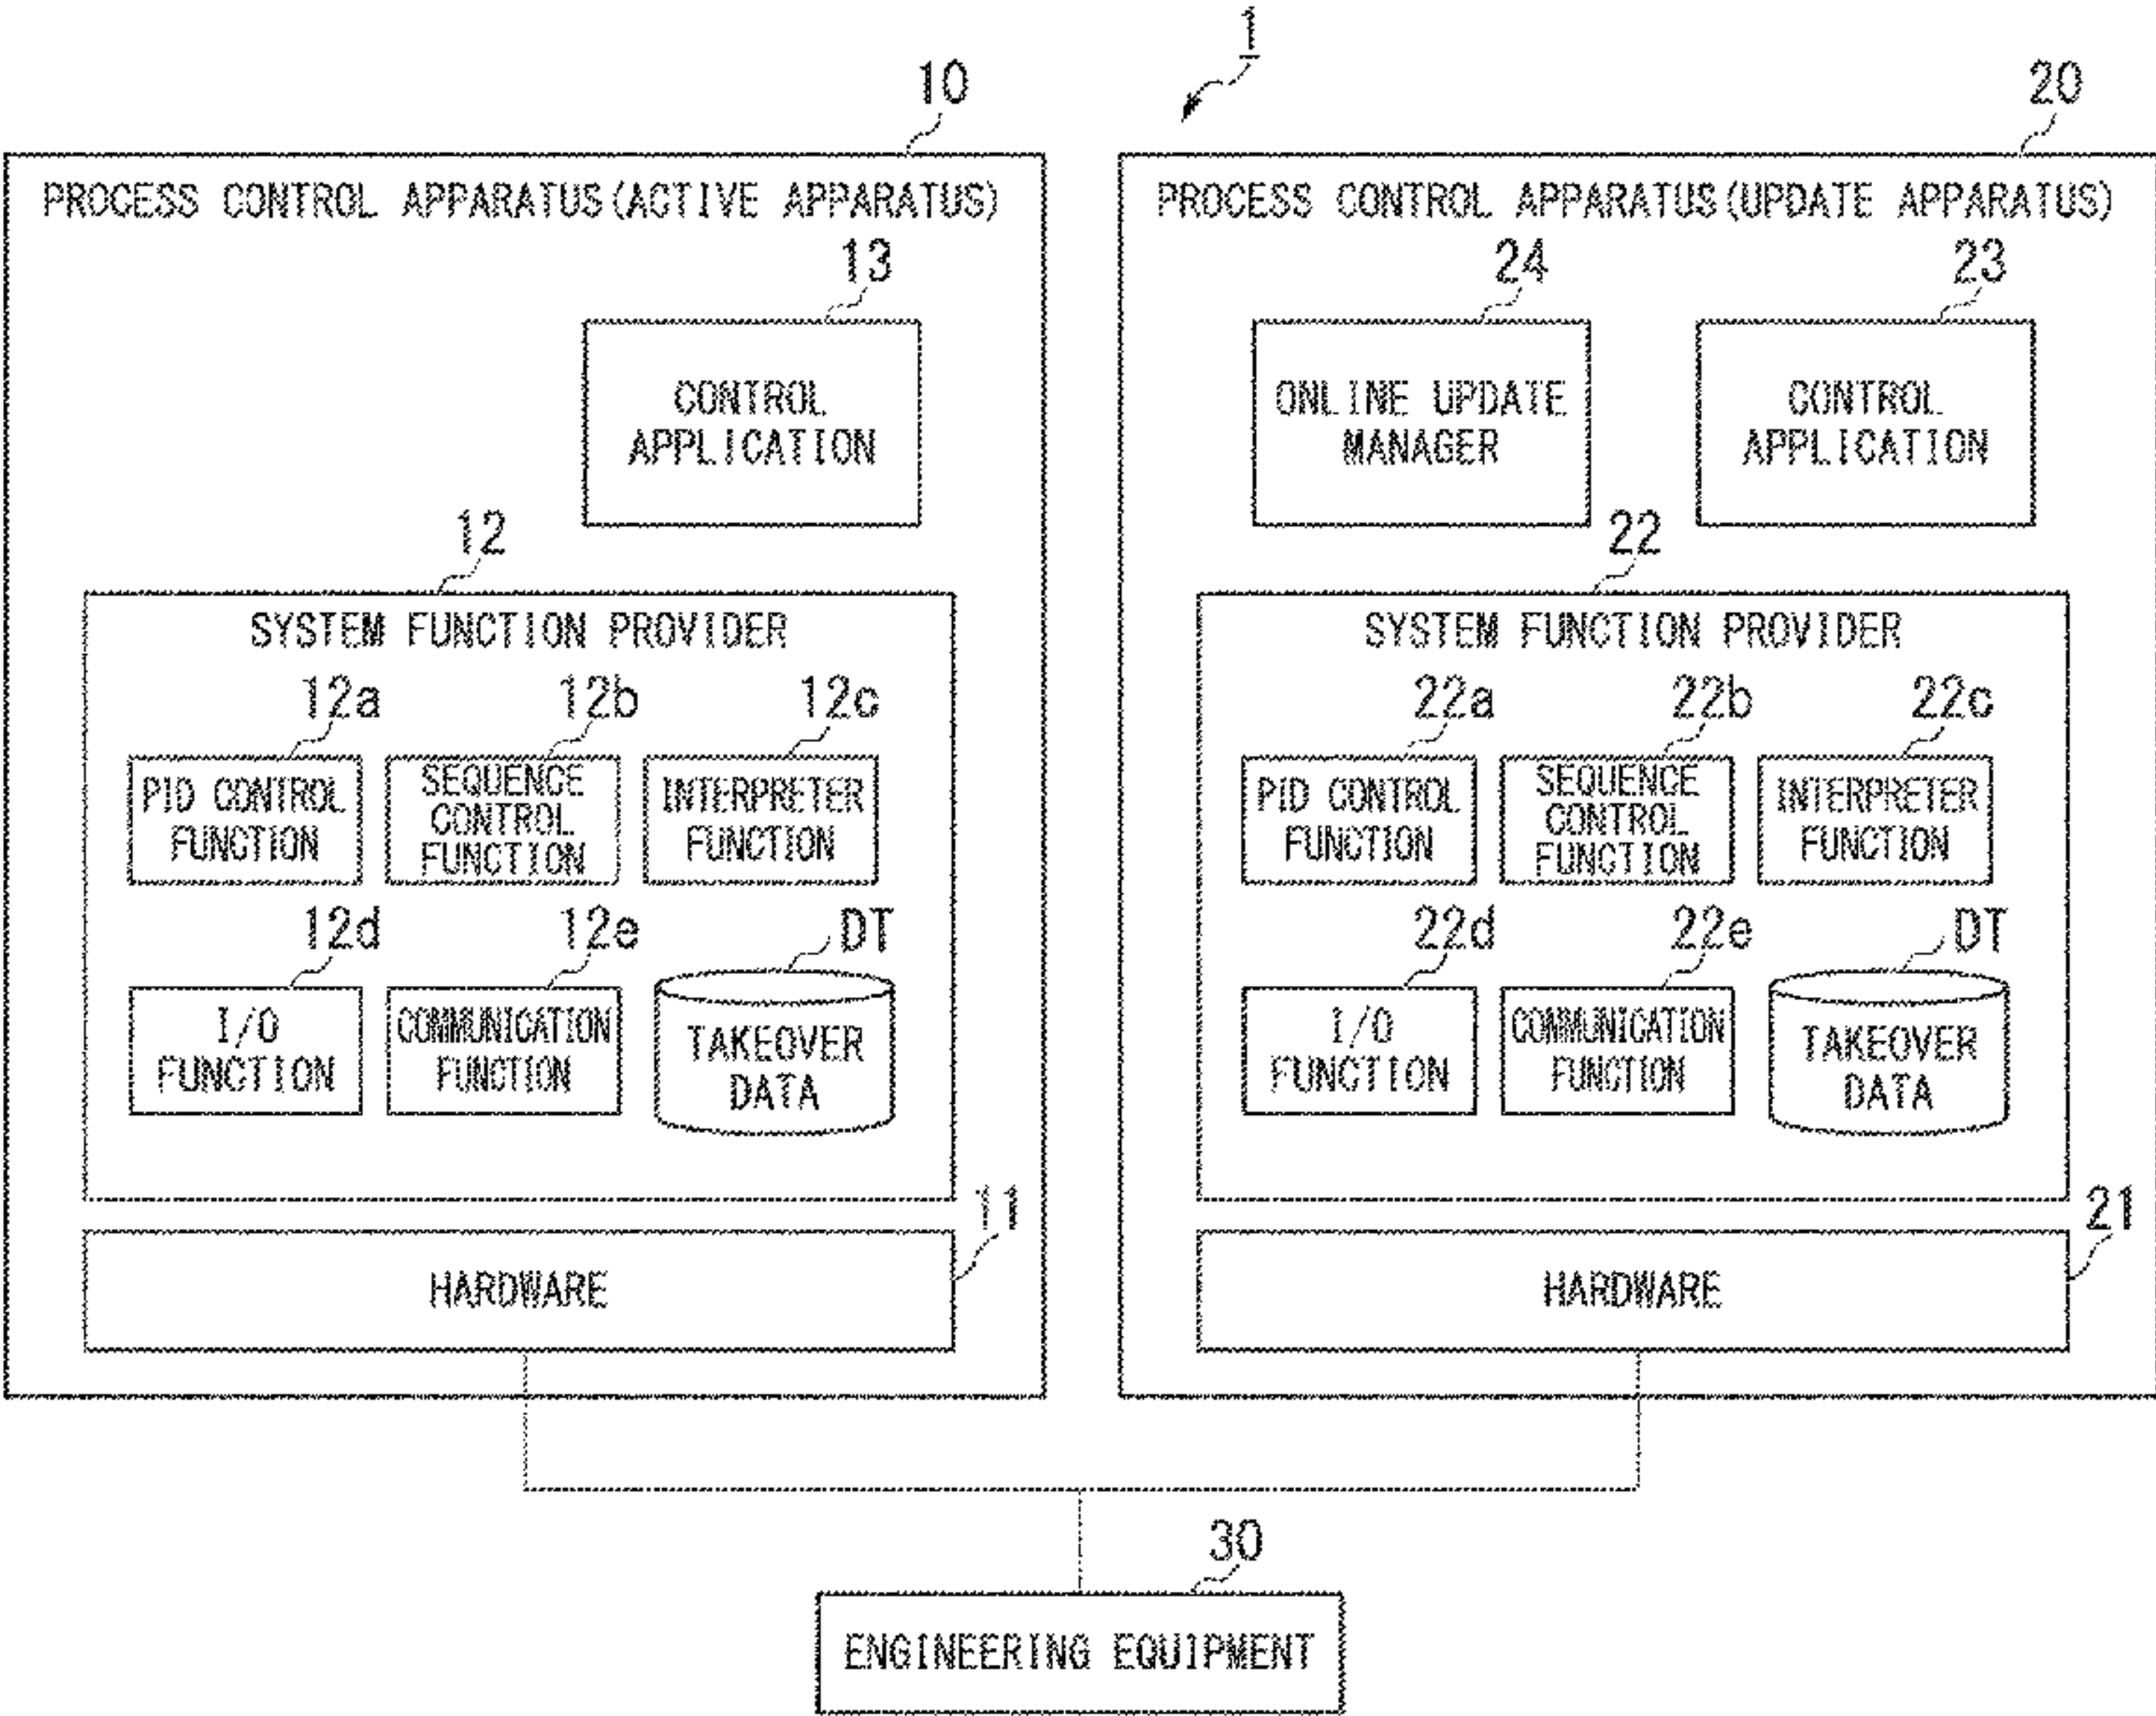 1
10
20
PROCESS CONTROL APPARATUS(ACTIVE APPARATUS)
13
CONTROL
APPLICATION
12
SYSTEM FUNCTION PROVIDER
12a
12b
12c
PID CONTROL
FUNCTION
SEQUENCE
CONTROL
FUNCTION
INTERPRETER
FUNCTION
12d
12e
DT
I/O
FUNCTION
COMMUNICATION
FUNCTION
TAKEOVER
DATA
11
HARDWARE
PROCESS CONTROL APPARATUS(UPDATE APPARATUS)
24
23
ONLINE UPDATE
MANAGER
CONTROL
APPLICATION
22
SYSTEM FUNCTION PROVIDER
22a
22b
22c
PID CONTROL
FUNCTION
SEQUENCE
CONTROL
FUNCTION
INTERPRETER
FUNCTION
22d
22e
DT
I/O
FUNCTION
COMMUNICATION
FUNCTION
TAKEOVER
DATA
21
HARDWARE
30
ENGINEERING EQUIPMENT